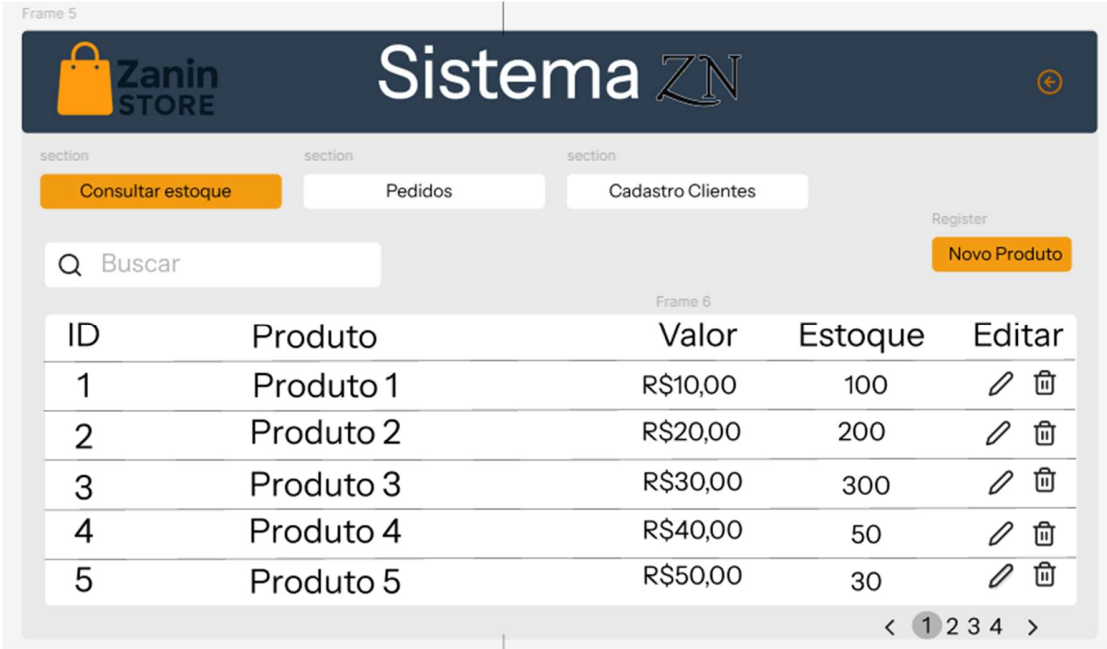 Frame 5
Zanin
STORE
Sistema ZN
section section section
Consultar estoque Pedidos Cadastro Clientes
Register
Buscar Novo Produto
Frame 6
ID Produto Valor Estoque Editar
1 Produto 1 R$10,00 100
2 Produto 2 R$20,00 200
3 Produto 3 R$30,00 300
4 Produto 4 R$40,00 50
5 Produto 5 R$50,00 30
< 1 2 3 4 >